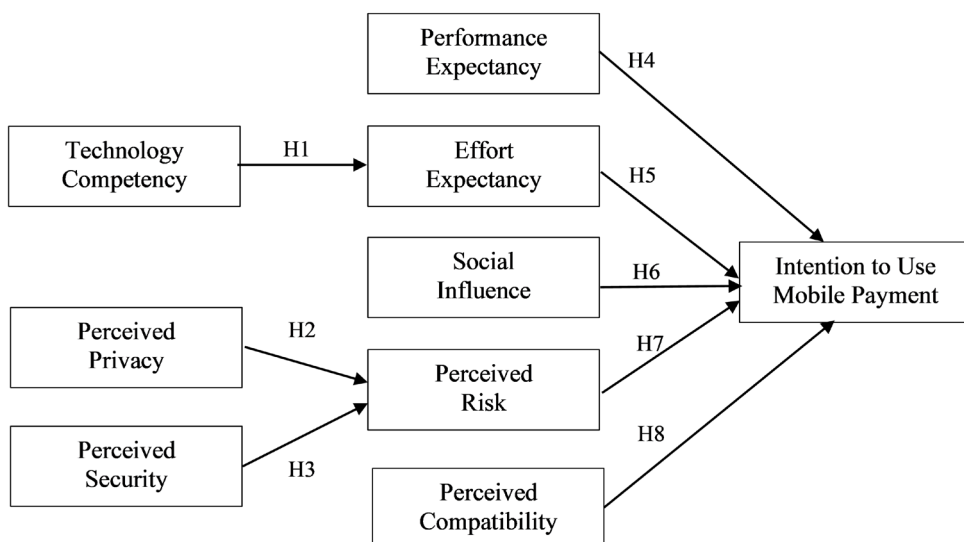 Performance
Expectancy
H4
Technology
Competency
H1
Effort
Expectancy
H5
Social
Influence
H6
Intention to Use
Mobile Payment
Perceived
Privacy
H2
Perceived
Risk
H7
Perceived
Security
H3
Perceived
Compatibility
H8